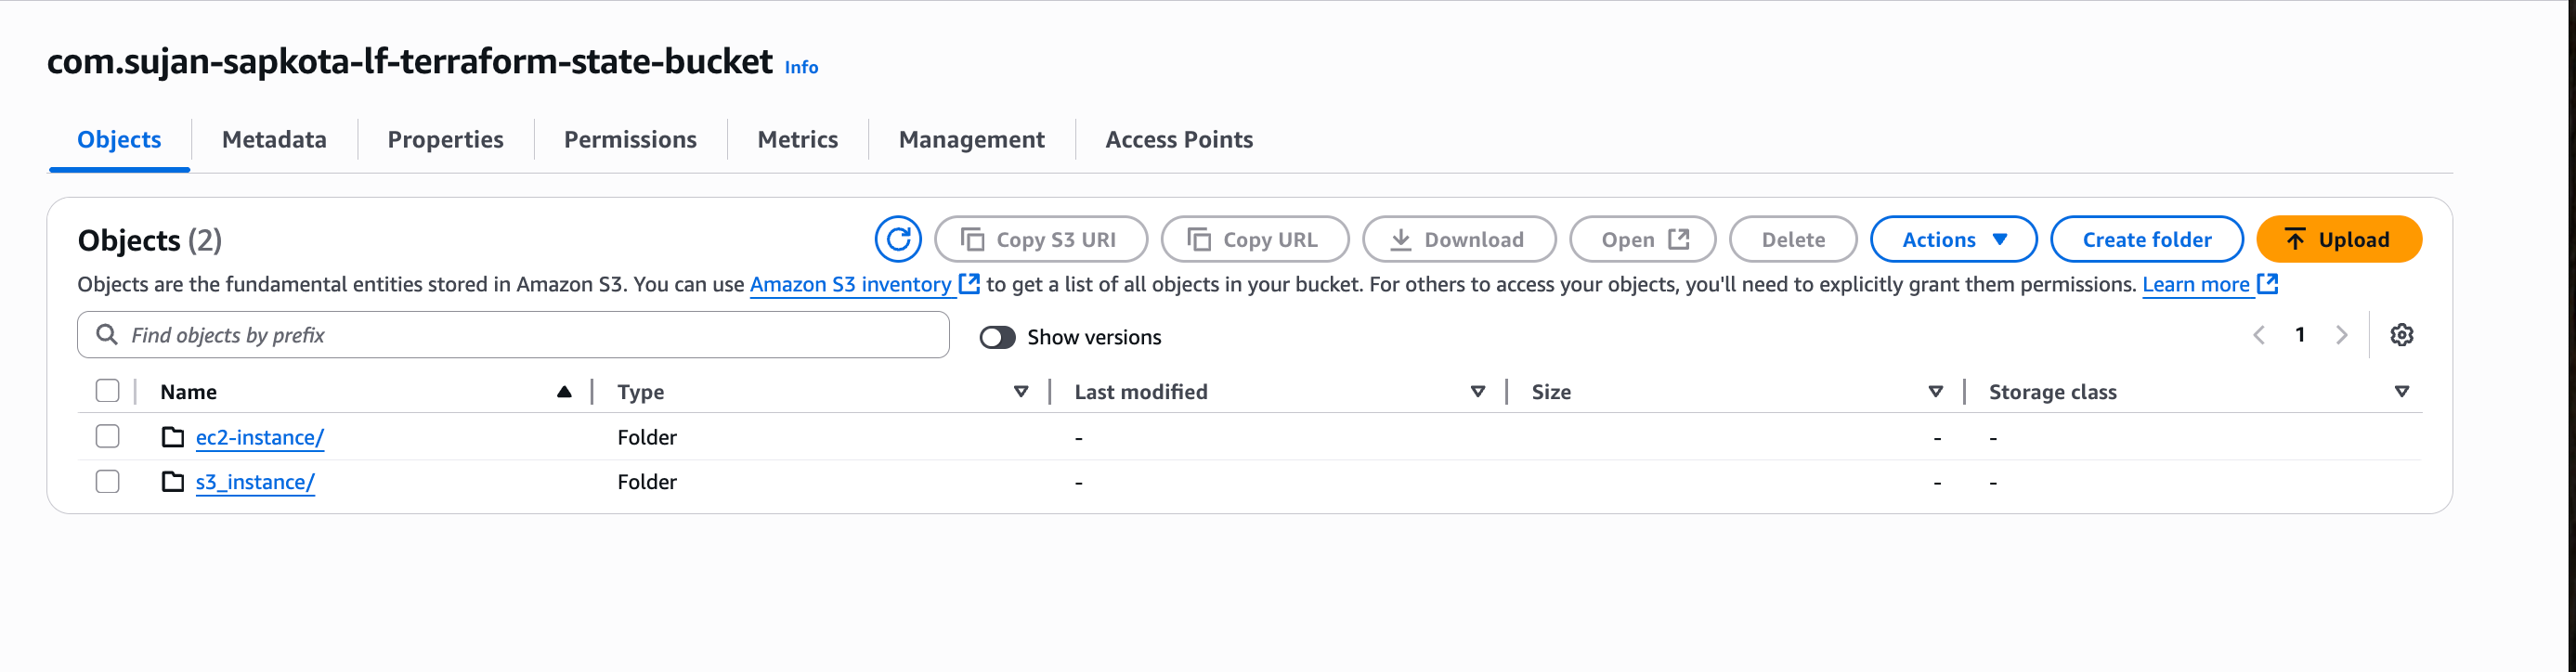 com.sujan-sapkota-lf-terraform-state-bucket Info
Objects Metadata Properties Permissions Metrics Management Access Points
Objects (2) Copy S3 URI Copy URL Download Open Delete Actions Create folder Upload
Objects are the fundamental entities stored in Amazon S3. You can use Amazon S3 inventory to get a list of all objects in your bucket. For others to access your objects, you'll need to explicitly grant them permissions. Learn more
Find objects by prefix Show versions 1
Name Type Last modified Size Storage class
ec2-instance/ Folder - - -
s3_instance/ Folder - - -